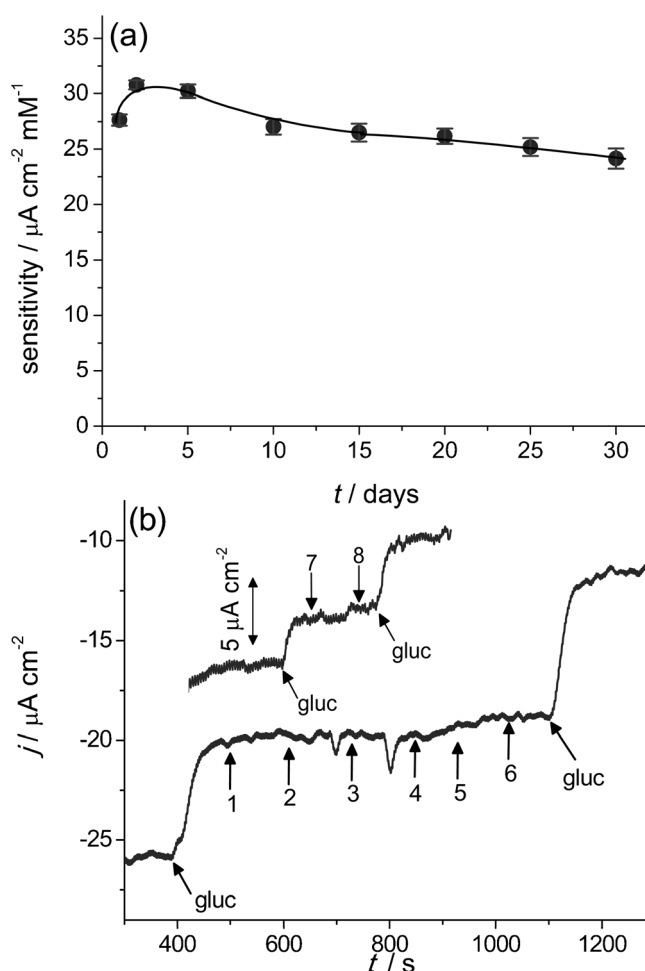 (a)
sensitivity / μA cm⁻² mM⁻¹
35
30
25
20
15
10
5
0
0 5 10 15 20 25 30
t / days
(b)
j / μA cm⁻²
-10
-15
-20
-25
5 μA cm⁻²
7 8
gluc
gluc
1 2 3 4 5 6
gluc
gluc
400 600 800 1000 1200
t / s